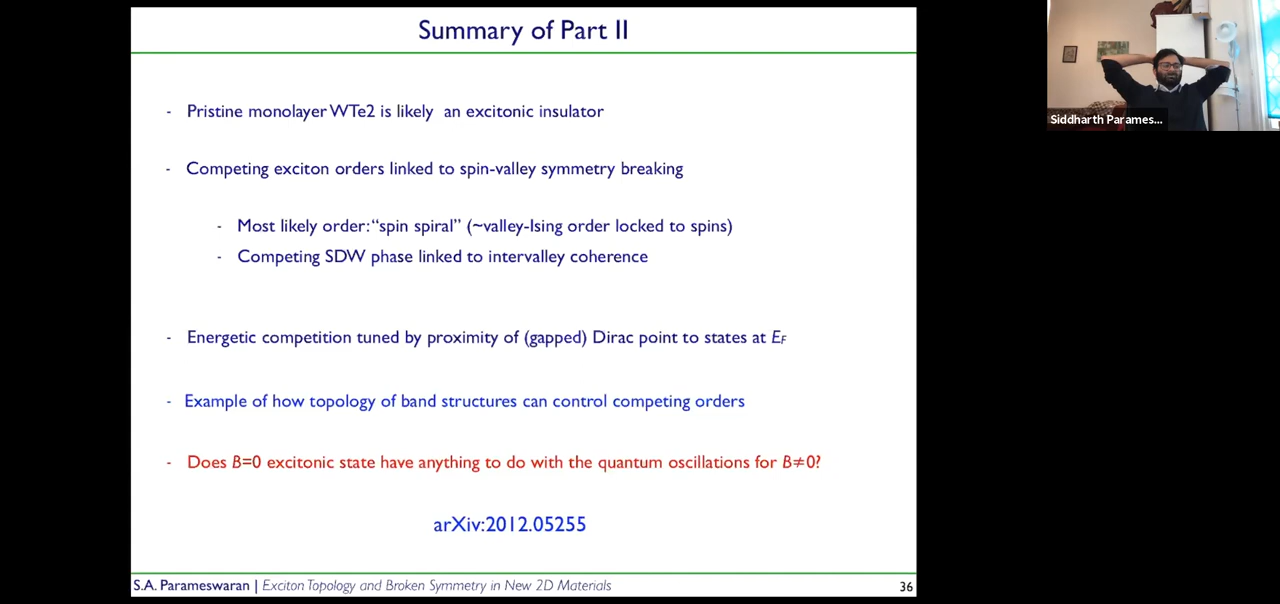 Summary of Part II
- Pristine monolayer WTe2 is likely an excitonic insulator
- Competing exciton orders linked to spin-valley symmetry breaking
- Most likely order: “spin spiral” (~valley-Ising order locked to spins)
- Competing SDW phase linked to intervalley coherence
- Energetic competition tuned by proximity of (gapped) Dirac point to states at EF
- Example of how topology of band structures can control competing orders
- Does B=0 excitonic state have anything to do with the quantum oscillations for B≠0?
arXiv:2012.05255
S.A. Parameswaran | Exciton Topology and Broken Symmetry in New 2D Materials
36
Siddharth Parames...